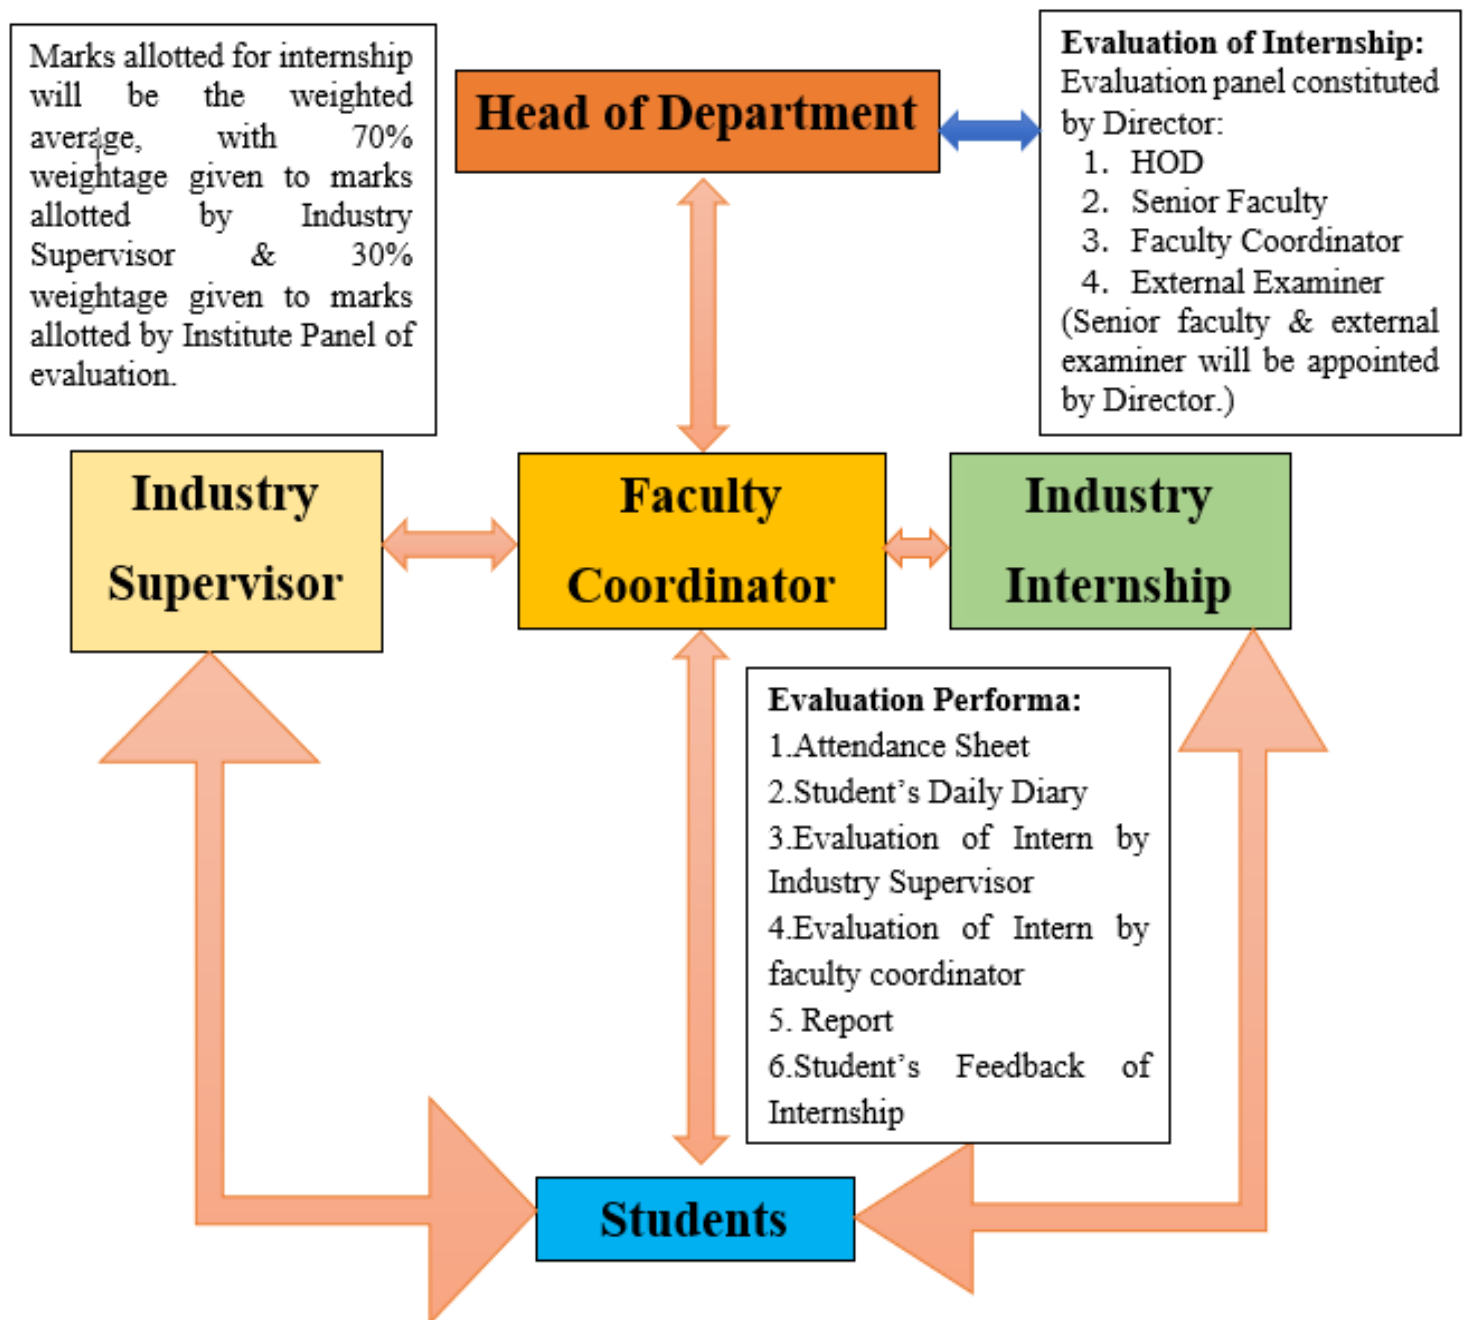 Marks allotted for internship
will be the weighted
average, with 70%
weightage given to marks
allotted by Industry
Supervisor & 30%
weightage given to marks
allotted by Institute Panel of
evaluation.
Head of Department
Evaluation of Internship:
Evaluation panel constituted
by Director:
1. HOD
2. Senior Faculty
3. Faculty Coordinator
4. External Examiner
(Senior faculty & external
examiner will be appointed
by Director.)
Industry
Supervisor
Faculty
Coordinator
Industry
Internship
Evaluation Performa:
1.Attendance Sheet
2.Student’s Daily Diary
3.Evaluation of Intern by
Industry Supervisor
4.Evaluation of Intern by
faculty coordinator
5. Report
6.Student’s Feedback of
Internship
Students